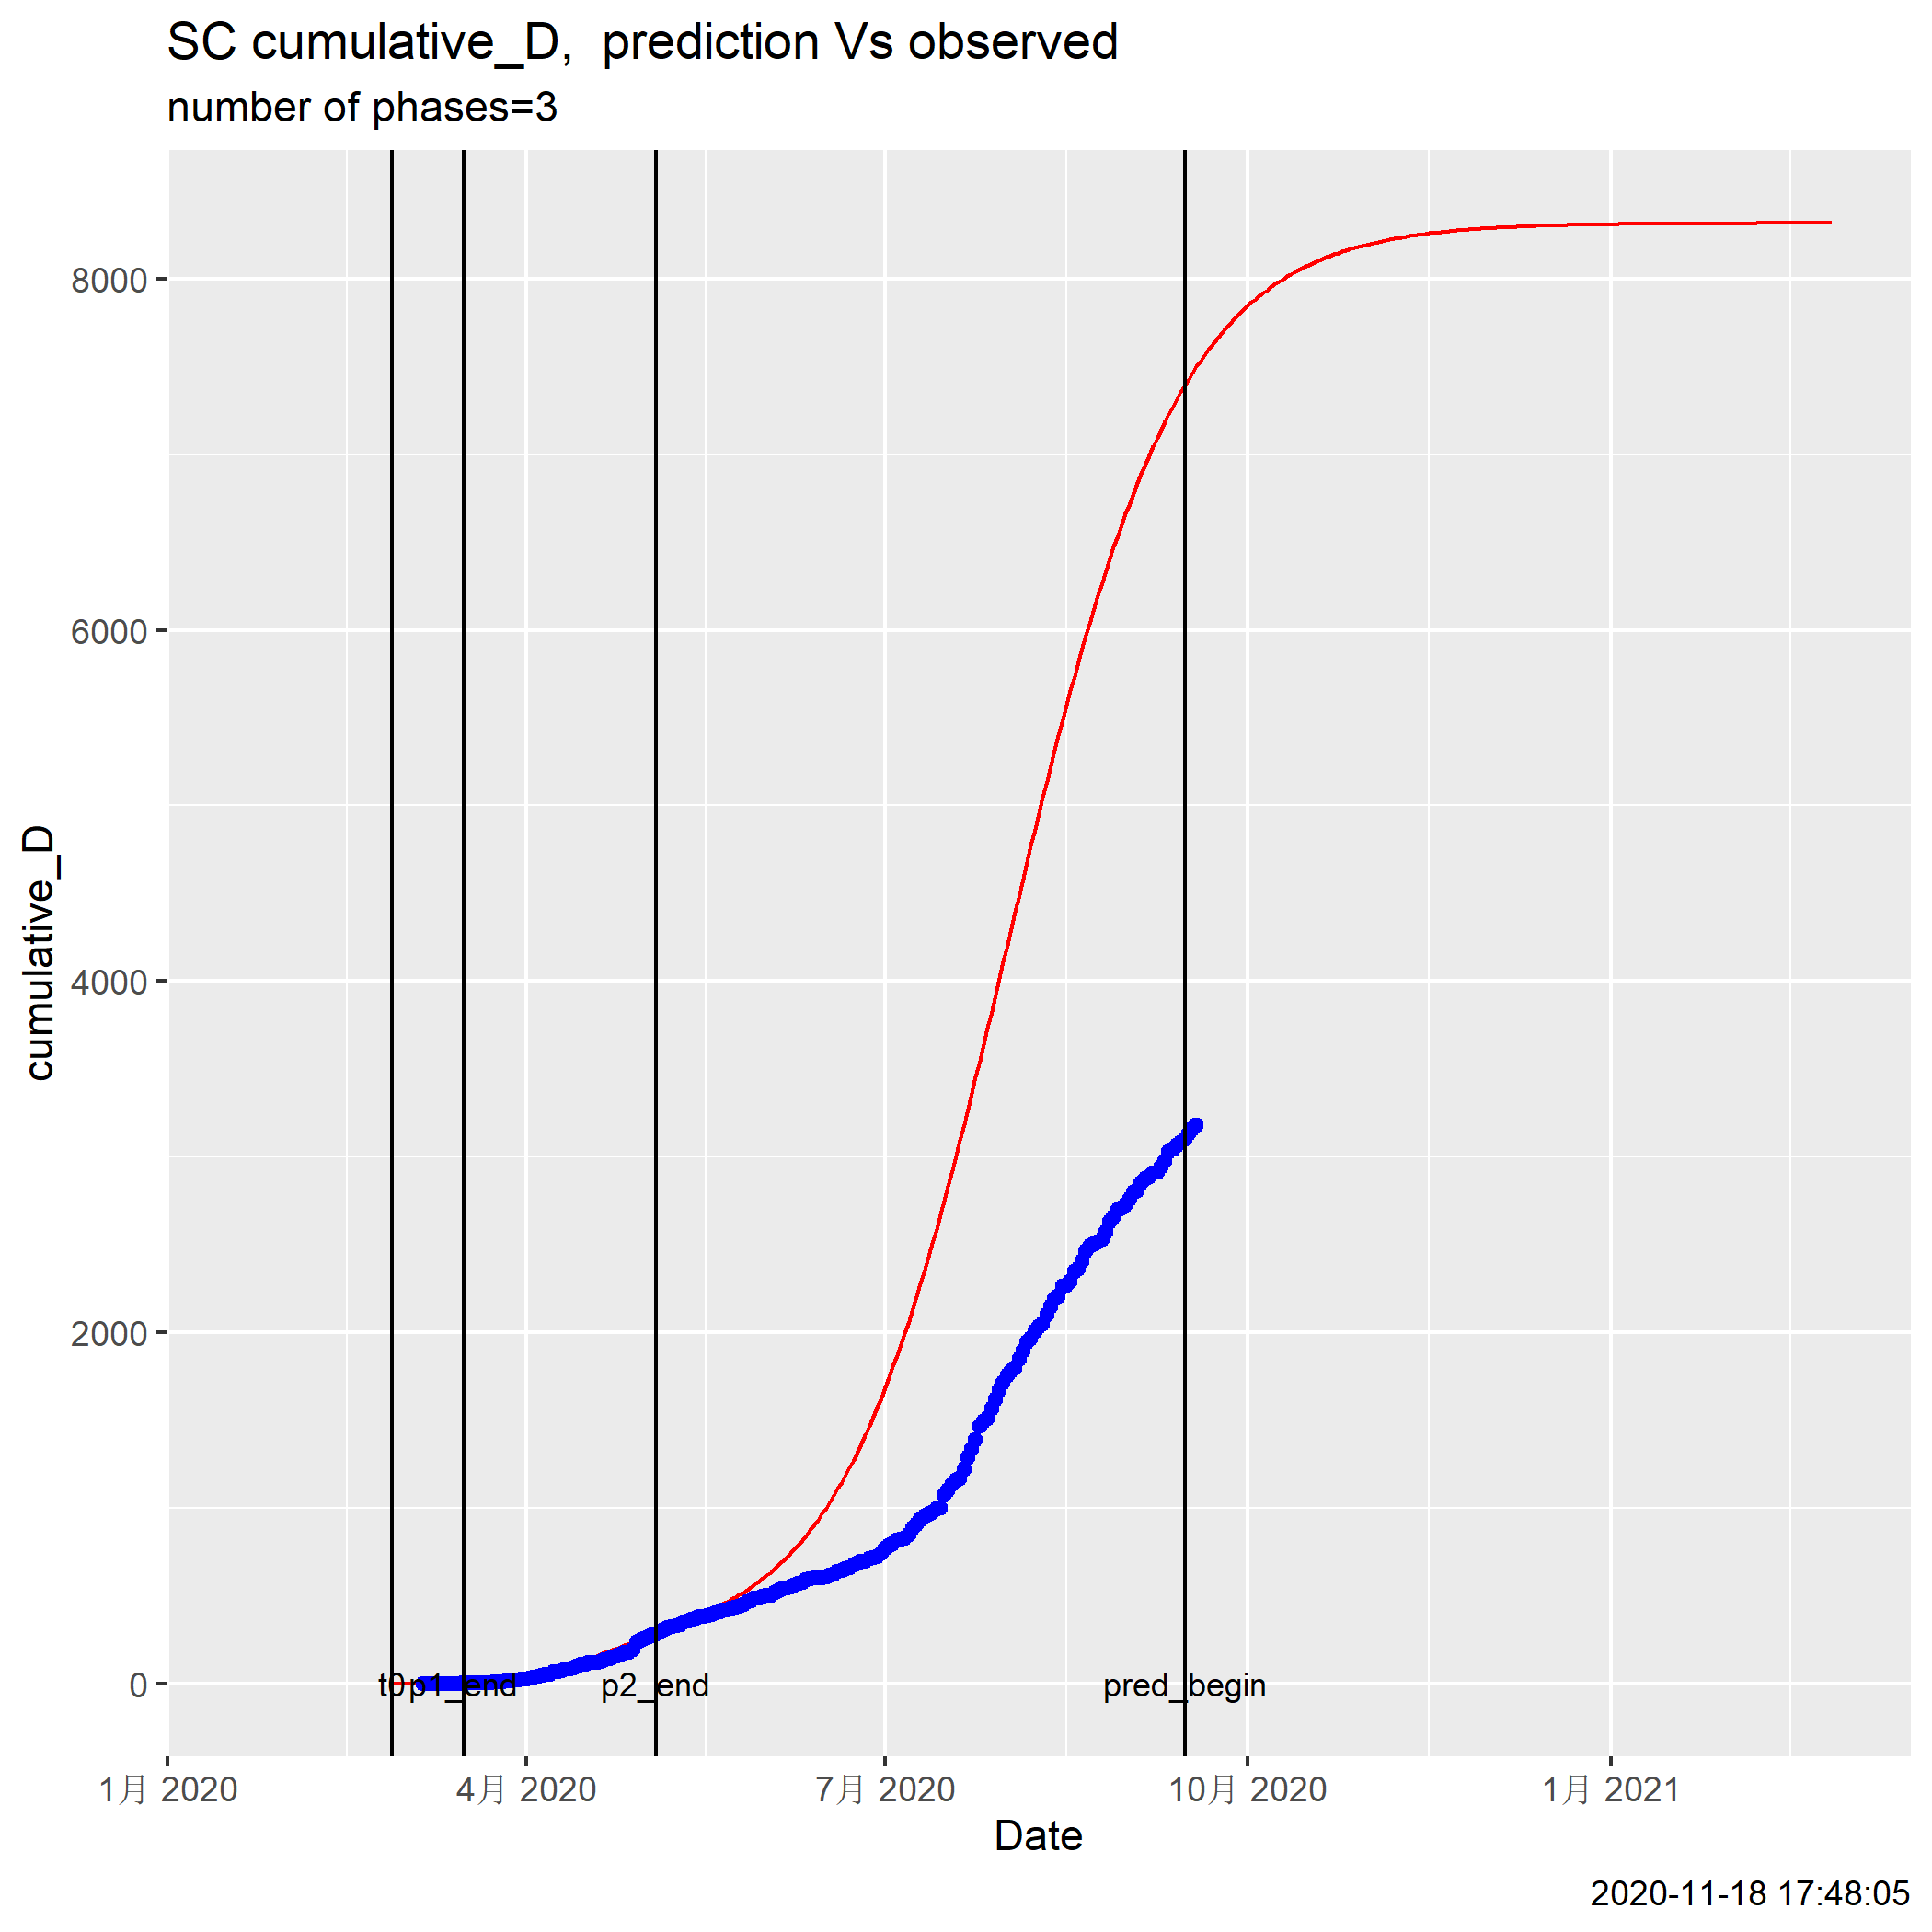 SC cumulative_D,  prediction Vs observed
number of phases=3
cumulative_D
8000
6000
4000
2000
0
t0 p1_end p2_end pred_begin
1月 2020 4月 2020 7月 2020 10月 2020 1月 2021
Date
2020-11-18 17:48:05